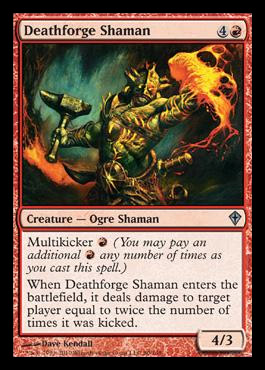 Deathforge Shaman 4
Creature — Ogre Shaman
Multikicker (You may pay an
additional any number of times as
you cast this spell.)
When Deathforge Shaman enters the
battlefield, it deals damage to target
player equal to twice the number of
times it was kicked.
4/3
Dave Kendall